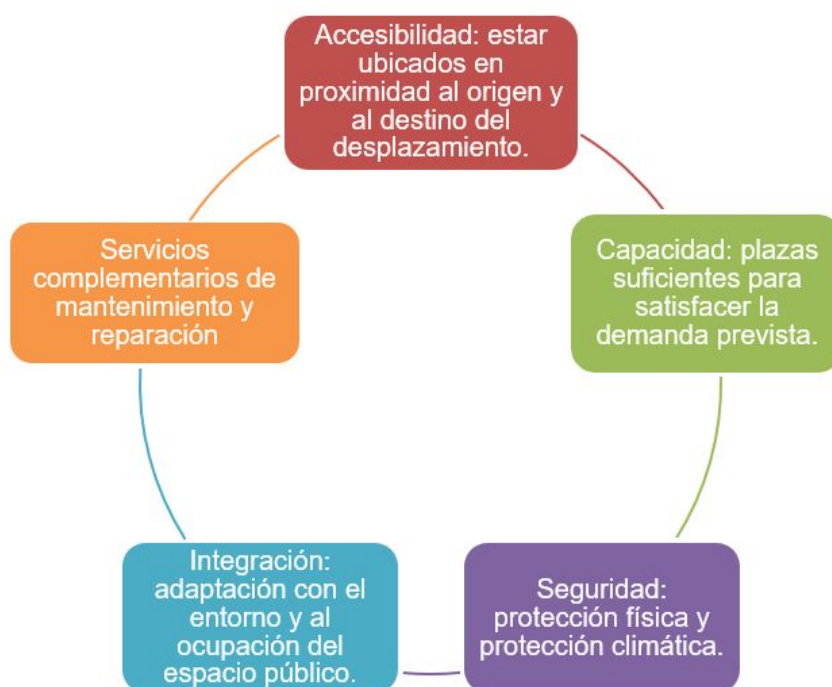 Accesibilidad: estar
ubicados en
proximidad al origen y
al destino del
desplazamiento.
Capacidad: plazas
suficientes para
satisfacer la
demanda prevista.
Seguridad:
protección física y
protección climática.
Integración:
adaptación con el
entorno y al
ocupación del
espacio público.
Servicios
complementarios de
mantenimiento y
reparación